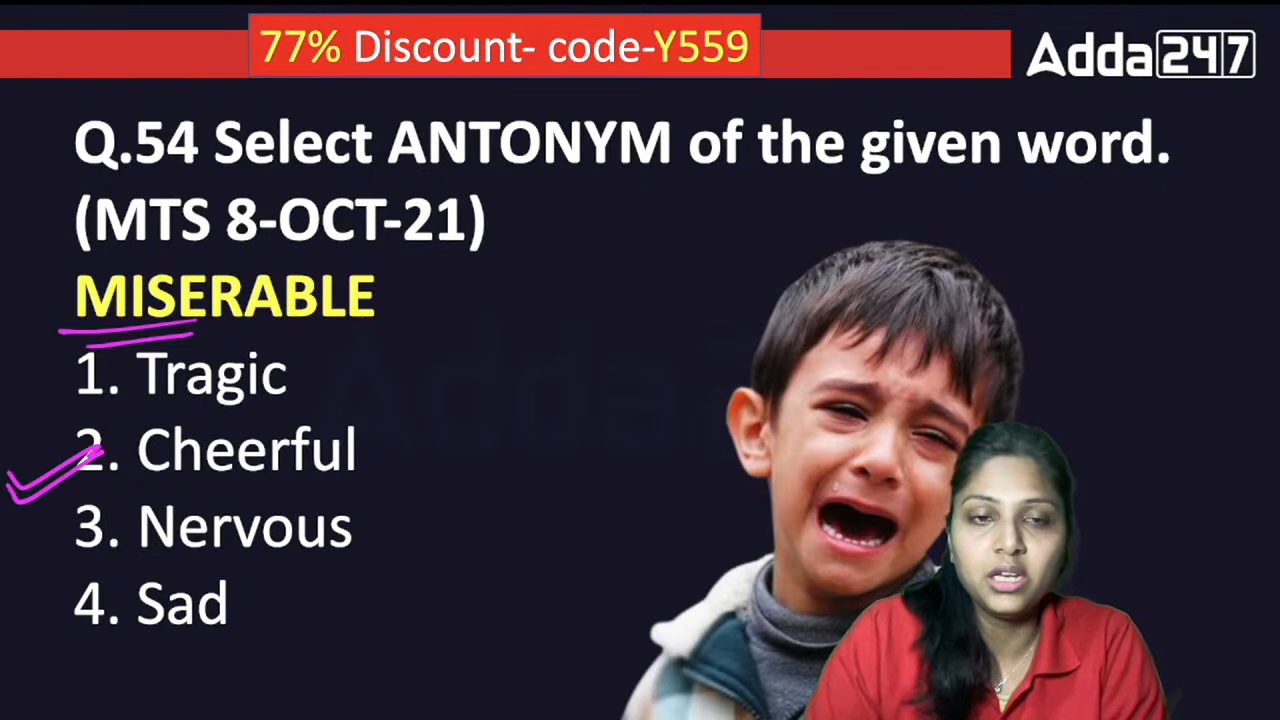 77% Discount- code-Y559
Adda247
Q.54 Select ANTONYM of the given word.
(MTS 8-OCT-21)
MISERABLE
1. Tragic
2. Cheerful
3. Nervous
4. Sad